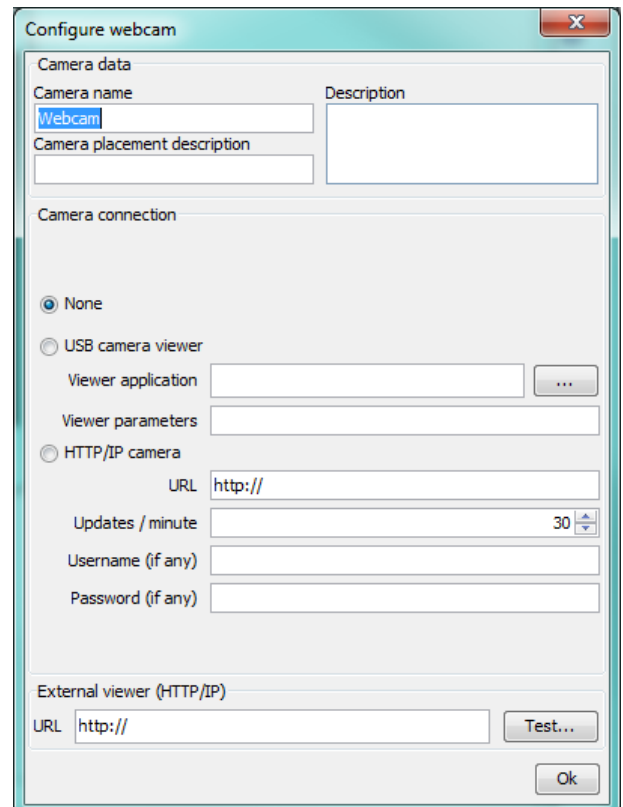 Configure webcam
Camera data
Camera name
Description
Webcam
Camera placement description
Camera connection
None
USB camera viewer
Viewer application
...
Viewer parameters
HTTP/IP camera
URL http://
Updates / minute 30
Username (if any)
Password (if any)
External viewer (HTTP/IP)
URL http:// Test...
Ok